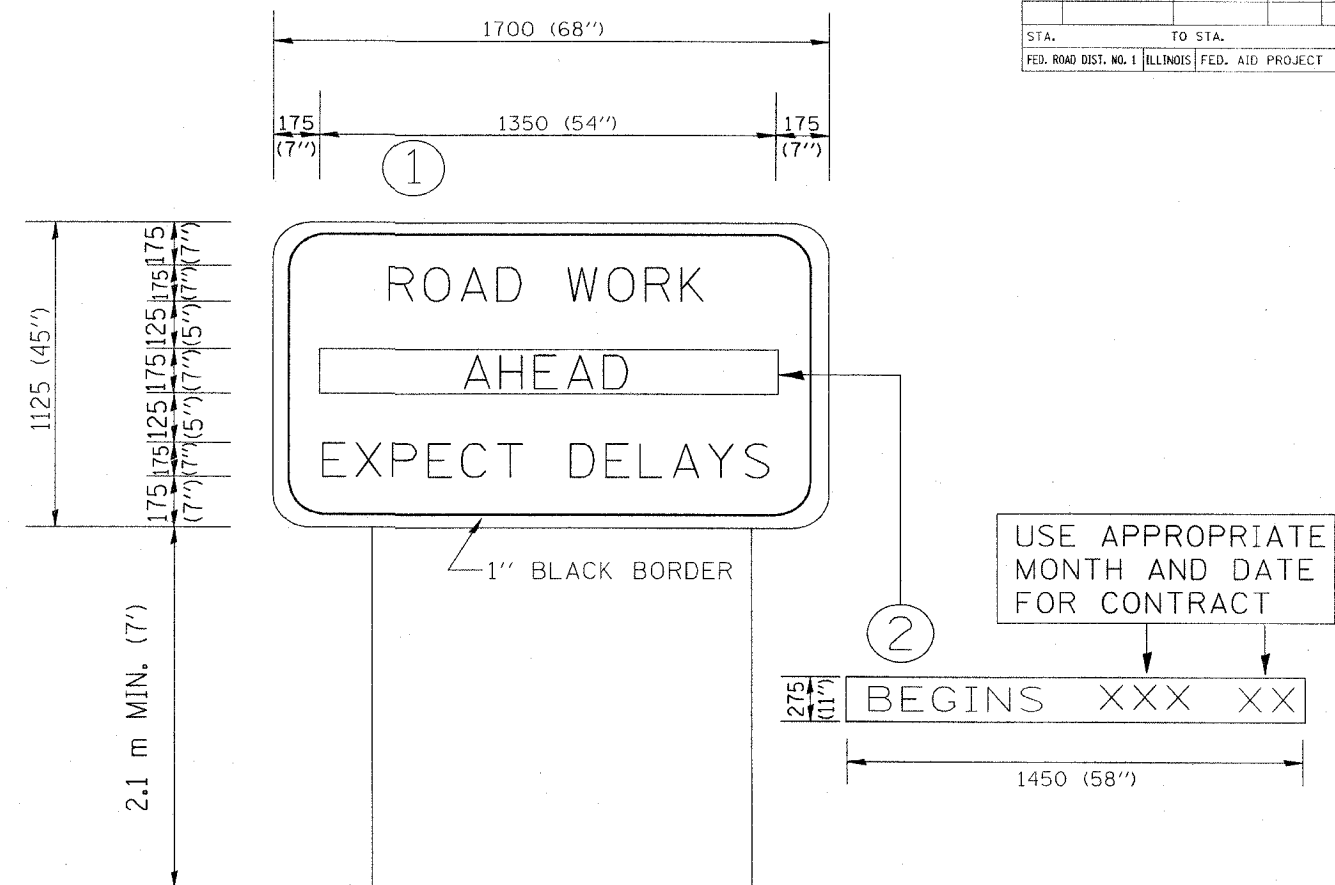 STA. TO STA.
FED. ROAD DIST. NO. 1 ILLINOIS FED. AID PROJECT
1700 (68'')
175 1350 (54'') 175
(7'') (7'')
1
1125 (45'')
175 (7'')
175 (7'')
125 (5'')
175 (7'')
125 (5'')
175 (7'')
175 (7'')
ROAD WORK
AHEAD
EXPECT DELAYS
1'' BLACK BORDER
2.1 m MIN. (7')
USE APPROPRIATE
MONTH AND DATE
FOR CONTRACT
2
275 (11'')
BEGINS XXX XX
1450 (58'')